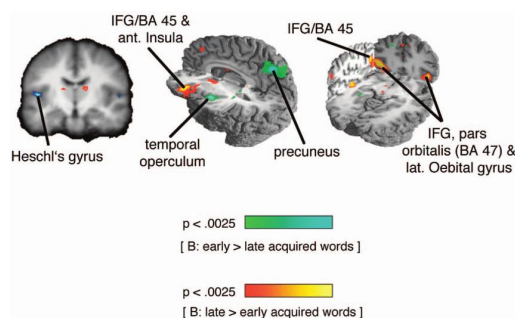 IFG/BA 45 &
ant. Insula
IFG/BA 45
Heschl's gyrus
temporal
operculum
precuneus
IFG, pars
orbitalis (BA 47) &
lat. Oebital gyrus
p < .0025
[ B: early > late acquired words ]
p < .0025
[ B: late > early acquired words ]